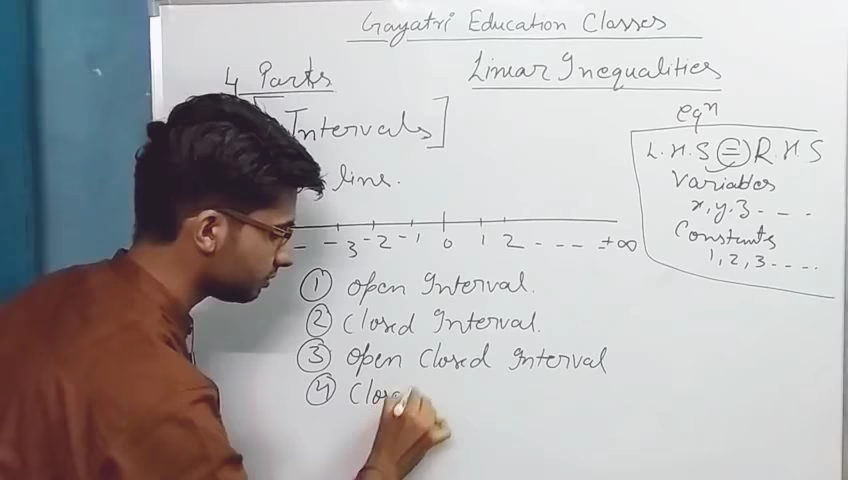 Gayatri Education Classes
4 Parts
Linear Inequalities
Intervals]
line.
-3 -2 -1 0 1 2 - - - ±∞
① Open Interval.
② Closed Interval.
③ Open Closed Interval
④ Close
eqⁿ
L.H.S = R.H.S
Variables
x, y, z - - -
Constants
1, 2, 3 - - - -